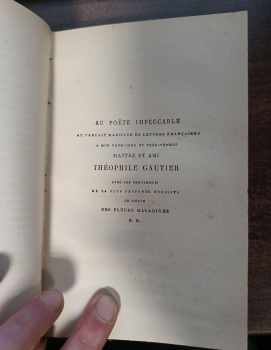 AU POËTE IMPECCABLE
AU PARFAIT MAGICIEN ÈS LETTRES FRANÇAISES
A MON TRÈS-CHER ET TRÈS-VÉNÉRÉ
MAÎTRE ET AMI
THÉOPHILE GAUTIER
AVEC LES SENTIMENTS
DE LA PLUS PROFONDE HUMILITÉ
JE DÉDIE
CES FLEURS MALADIVES
C. B.